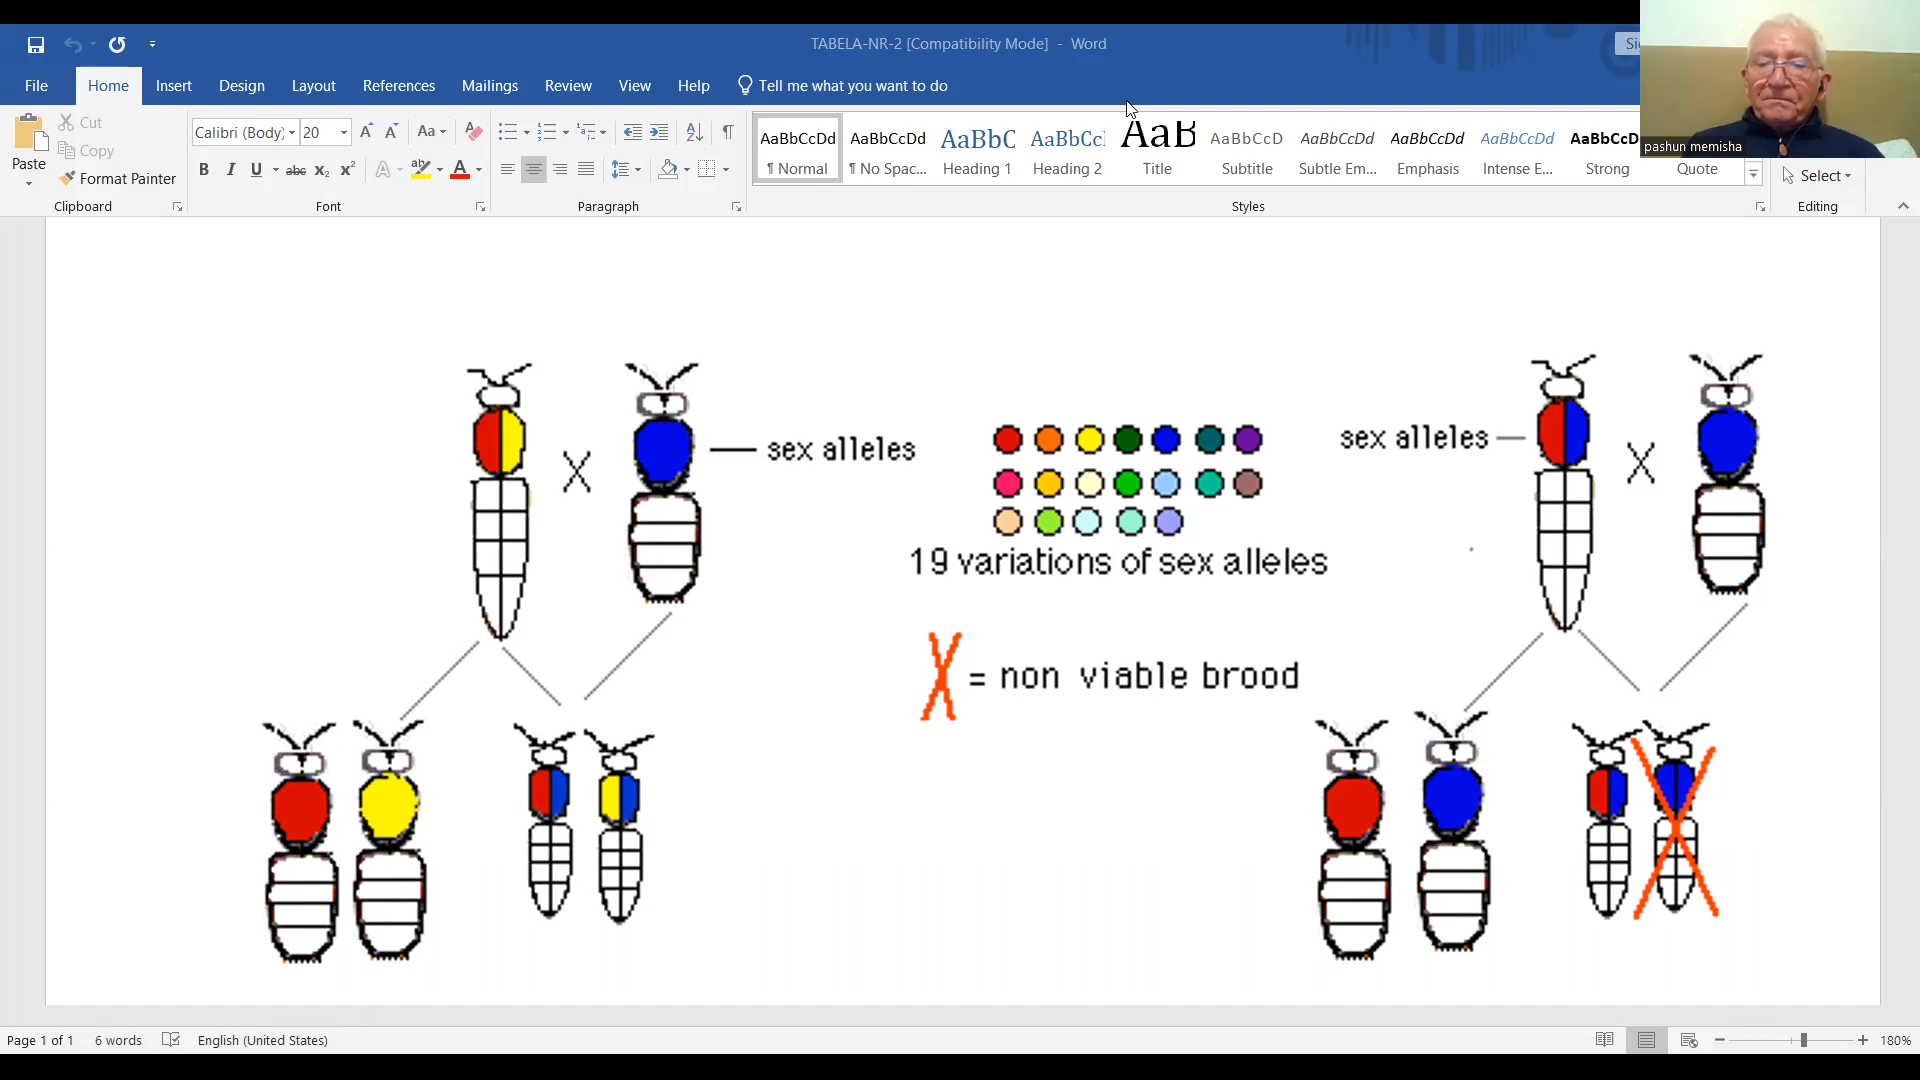 TABELA-NR-2 [Compatibility Mode] - Word
File Home Insert Design Layout References Mailings Review View Help Tell me what you want to do
pashun memisha
Paste
Cut
Copy
Format Painter
Clipboard
Calibri (Body) 20
Font
Paragraph
AaBbCcDd AaBbCcDd AaBbC AaBbCc AaB AaBbCcD AaBbCcDd AaBbCcDd AaBbCcDd AaBbCcD
¶ Normal ¶ No Spac... Heading 1 Heading 2 Title Subtitle Subtle Em... Emphasis Intense E... Strong Quote
Styles
Select
Editing
X
sex alleles
sex alleles
X
19 variations of sex alleles
X = non viable brood
Page 1 of 1 6 words English (United States) 180%